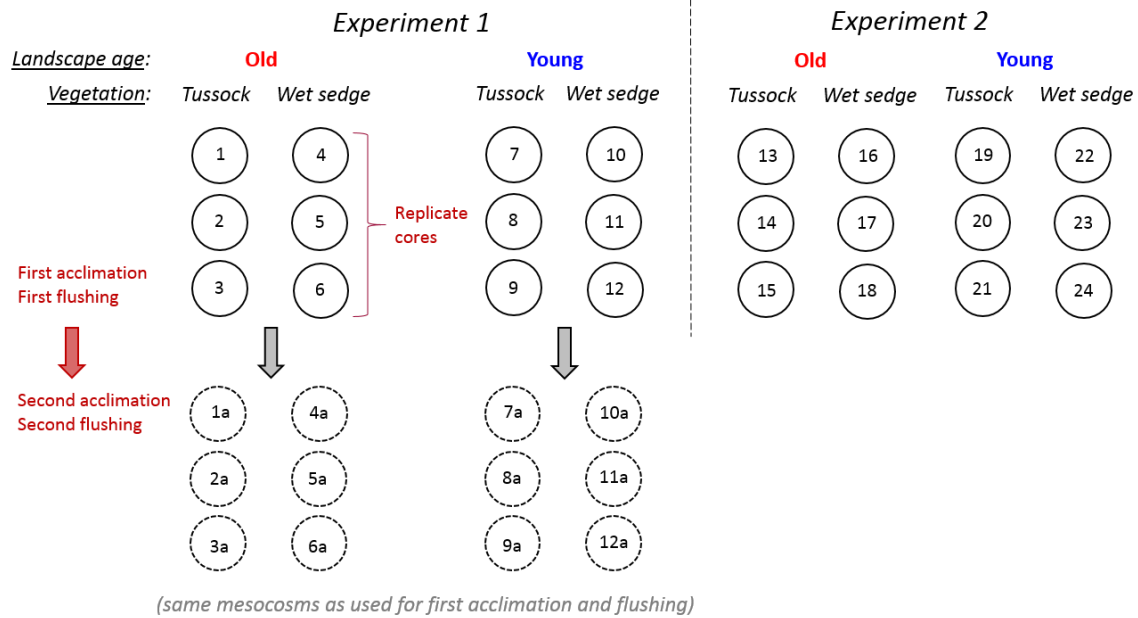 Experiment 1
Experiment 2
Landscape age: Old Young Old Young
Vegetation: Tussock Wet sedge Tussock Wet sedge Tussock Wet sedge Tussock Wet sedge
1 4 7 10 13 16 19 22
2 5 8 11 14 17 20 23
Replicate
cores
3 6 9 12 15 18 21 24
First acclimation
First flushing
Second acclimation
Second flushing
1a 4a 7a 10a
2a 5a 8a 11a
3a 6a 9a 12a
(same mesocosms as used for first acclimation and flushing)